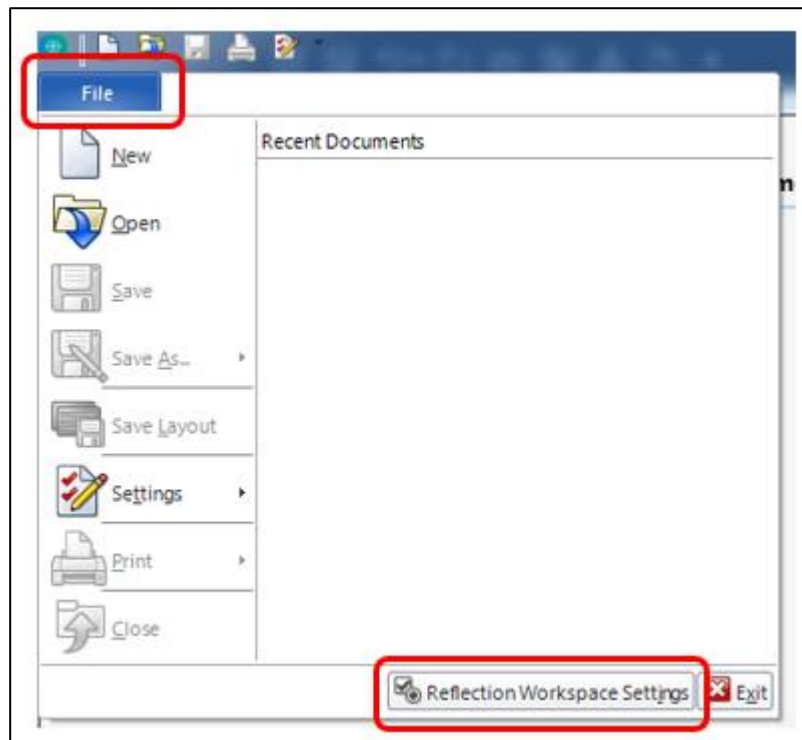 File
New
Recent Documents
Open
Save
Save As...
Save Layout
Settings
Print
Close
Reflection Workspace Settings
Exit